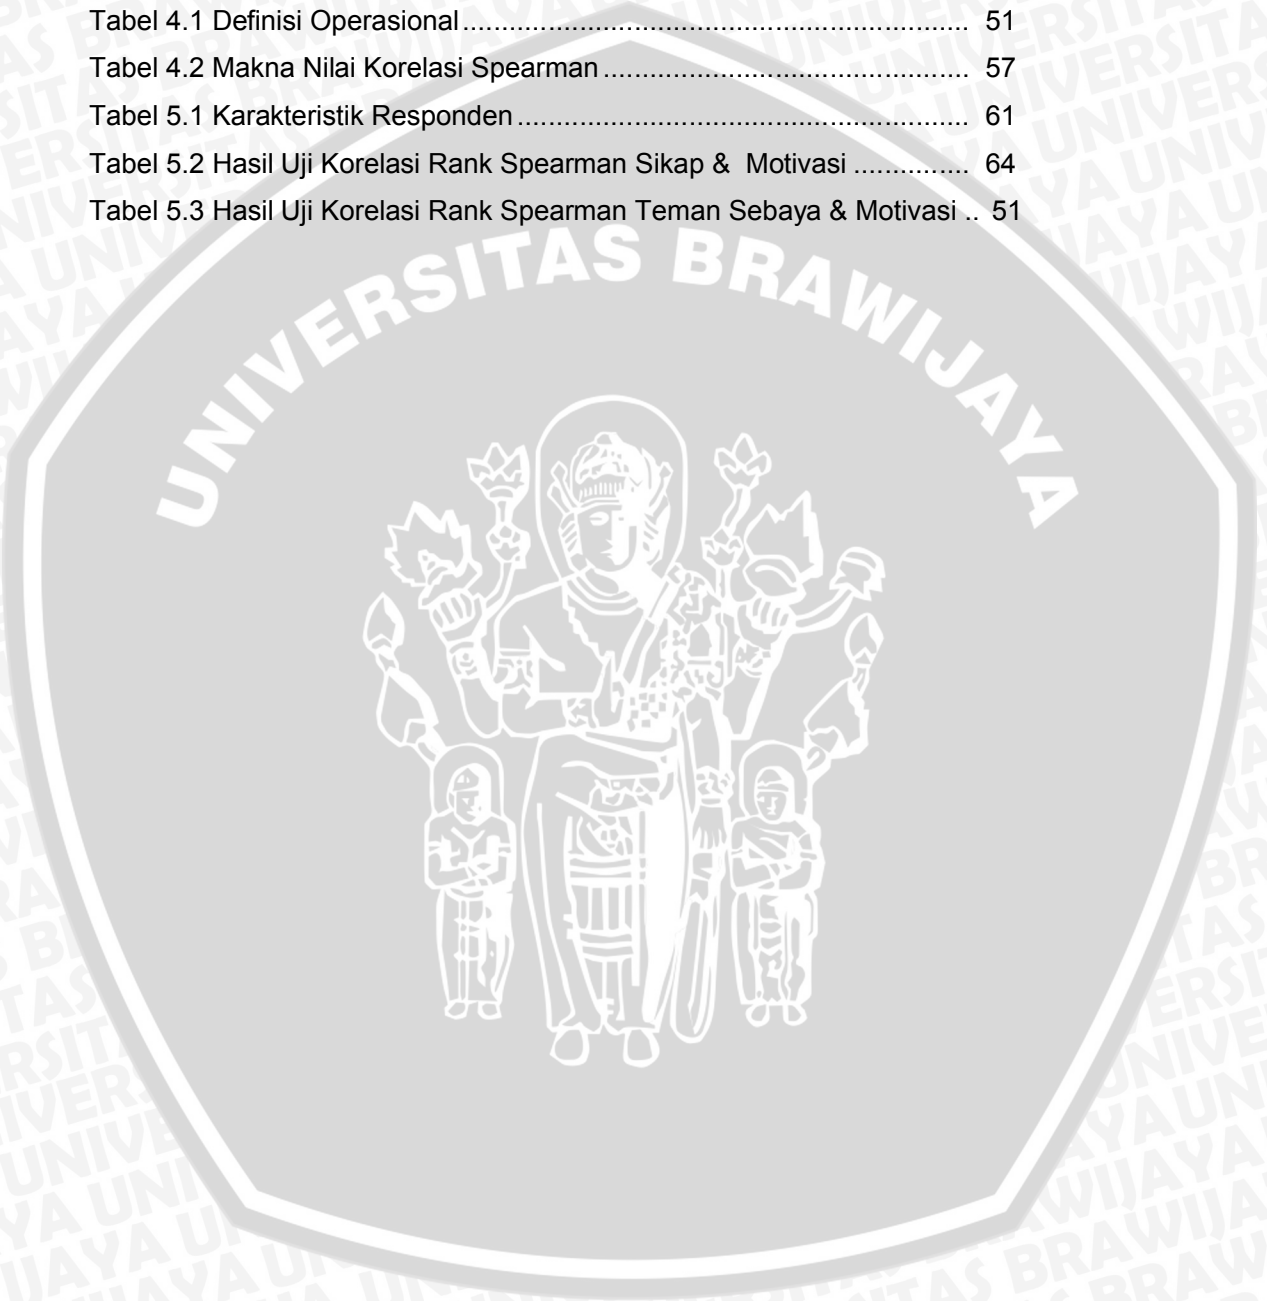 Tabel 4.1 Definisi Operasional.................................................................. 51
Tabel 4.2 Makna Nilai Korelasi Spearman................................................ 57
Tabel 5.1 Karakteristik Responden........................................................... 61
Tabel 5.2 Hasil Uji Korelasi Rank Spearman Sikap &  Motivasi ............... 64
Tabel 5.3 Hasil Uji Korelasi Rank Spearman Teman Sebaya & Motivasi .. 51
UNIVERSITAS BRAWIJAYA